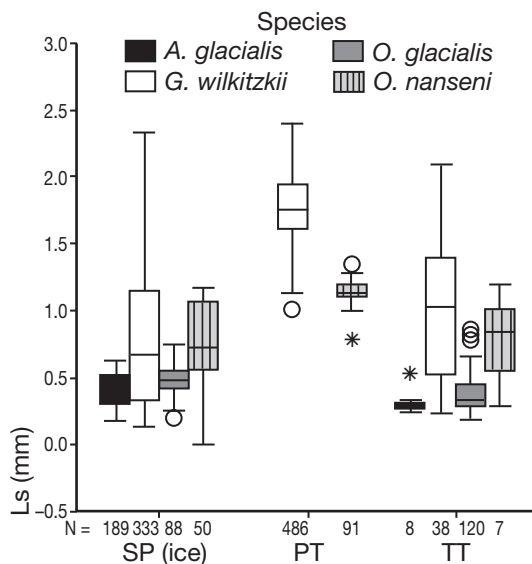 Species
A. glacialis O. glacialis
G. wilkitzkii O. nanseni
Ls (mm)
3.0
2.5
2.0
1.5
1.0
0.5
0.0
–0.5
N = 189 333 88 50 486 91 8 38 120 7
SP (ice) PT TT